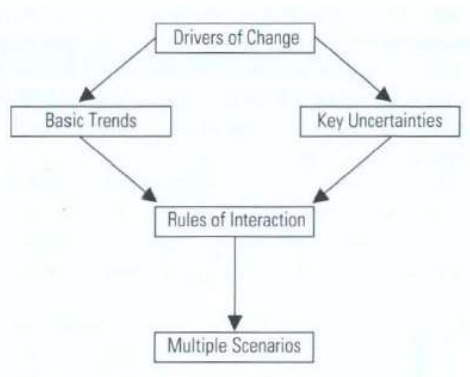 Drivers of Change
Basic Trends
Key Uncertainties
Rules of Interaction
Multiple Scenarios